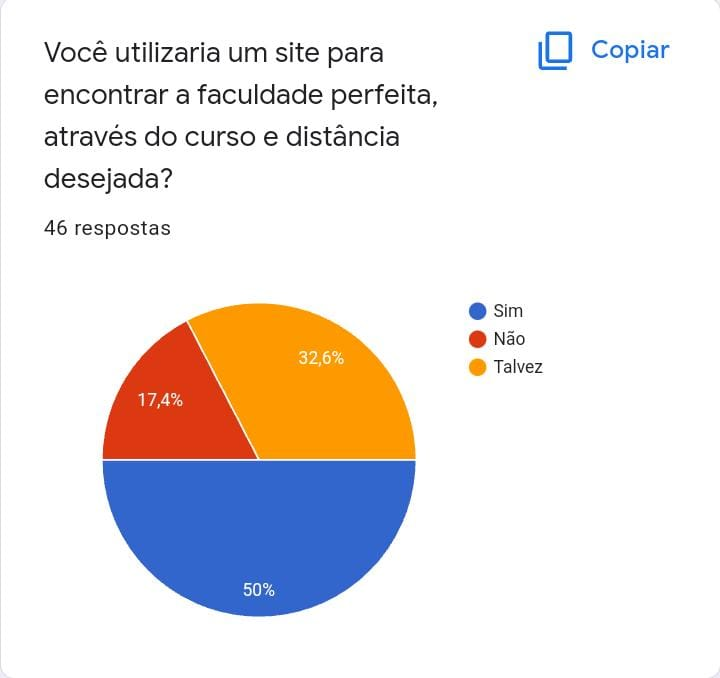 Você utilizaria um site para
encontrar a faculdade perfeita,
através do curso e distância
desejada?
Copiar
46 respostas
Sim
Não
Talvez
32,6%
17,4%
50%